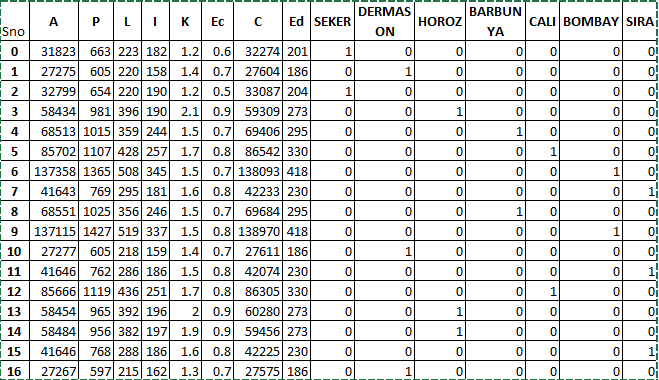 Sno A P L I K Ec C Ed SEKER DERMASON HOROZ BARBUNYA CALI BOMBAY SIRA
0 31823 663 223 182 1.2 0.6 32274 201 1 0 0 0 0 0 0
1 27275 605 220 158 1.4 0.7 27604 186 0 1 0 0 0 0 0
2 32799 654 220 190 1.2 0.5 33087 204 1 0 0 0 0 0 0
3 58434 981 396 190 2.1 0.9 59309 273 0 0 1 0 0 0 0
4 68513 1015 359 244 1.5 0.7 69406 295 0 0 0 1 0 0 0
5 85702 1107 428 257 1.7 0.8 86542 330 0 0 0 0 1 0 0
6 137358 1365 508 345 1.5 0.7 138093 418 0 0 0 0 0 1 0
7 41643 769 295 181 1.6 0.8 42233 230 0 0 0 0 0 0 1
8 68551 1025 356 246 1.5 0.7 69684 295 0 0 0 1 0 0 0
9 137115 1427 519 337 1.5 0.8 138970 418 0 0 0 0 0 1 0
10 27277 605 218 159 1.4 0.7 27611 186 0 1 0 0 0 0 0
11 41646 762 286 186 1.5 0.8 42074 230 0 0 0 0 0 0 1
12 85666 1119 436 251 1.7 0.8 86305 330 0 0 0 0 1 0 0
13 58454 965 392 196 2 0.9 60280 273 0 0 1 0 0 0 0
14 58484 956 382 197 1.9 0.9 59456 273 0 0 1 0 0 0 0
15 41646 768 288 186 1.6 0.8 42225 230 0 0 0 0 0 0 1
16 27267 597 215 162 1.3 0.7 27575 186 0 1 0 0 0 0 0